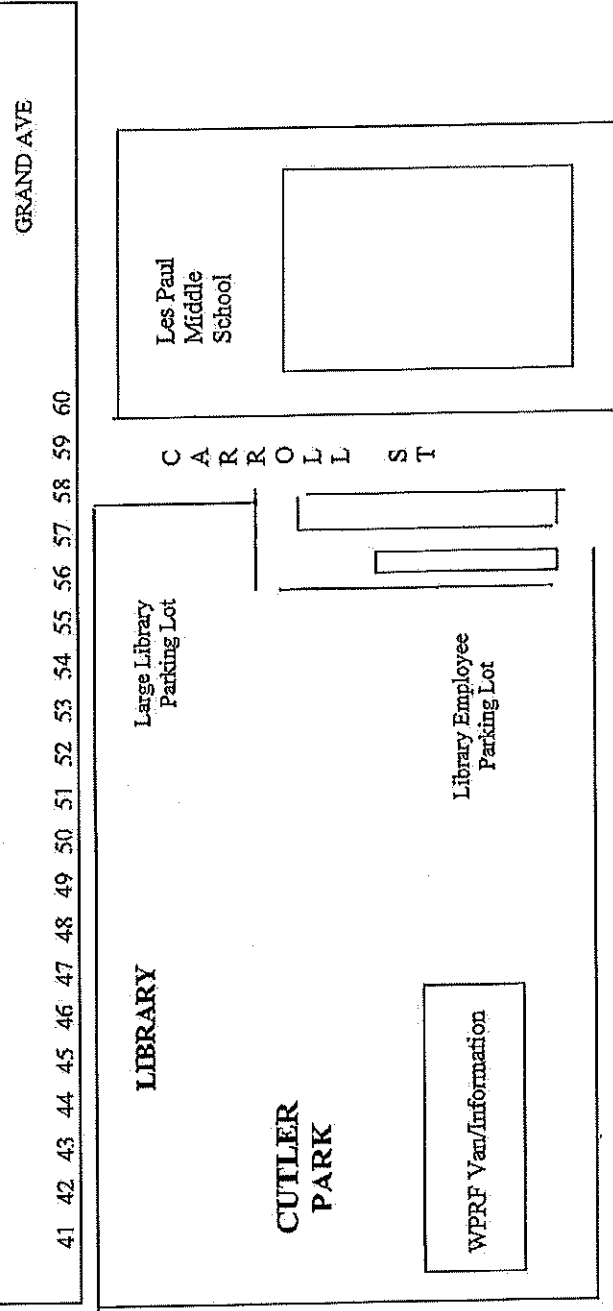 GRAND AVE
41 42 43 44 45 46 47 48 49 50 51 52 53 54 55 56 57 58 59 60
LIBRARY
Large Library
Parking Lot
CARROLL ST
Les Paul
Middle
School
CUTLER
PARK
WPRF Van/Information
Library Employee
Parking Lot